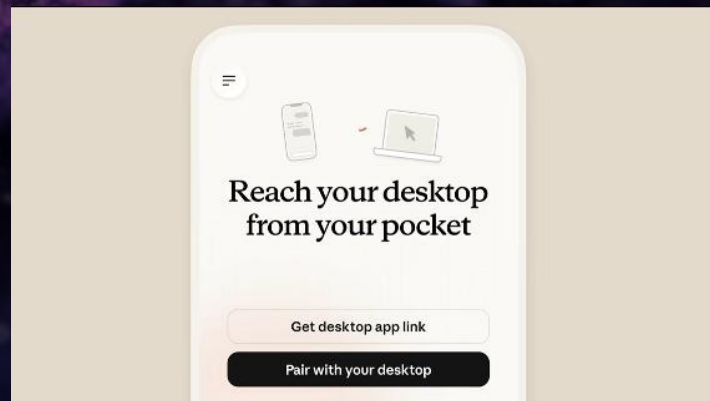 Reach your desktop
from your pocket
Get desktop app link
Pair with your desktop